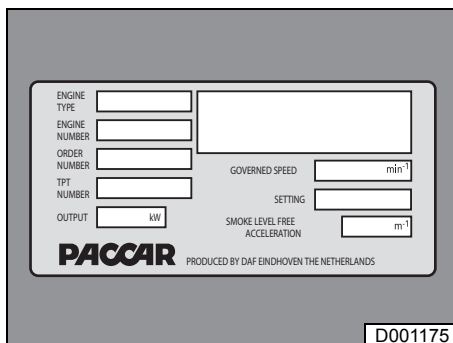 ENGINE
TYPE
ENGINE
NUMBER
ORDER
NUMBER
TPT
NUMBER
OUTPUT kW
GOVERNED SPEED min⁻¹
SETTING
SMOKE LEVEL FREE
ACCELERATION m⁻¹
PACCAR PRODUCED BY DAF EINDHOVEN THE NETHERLANDS
D001175